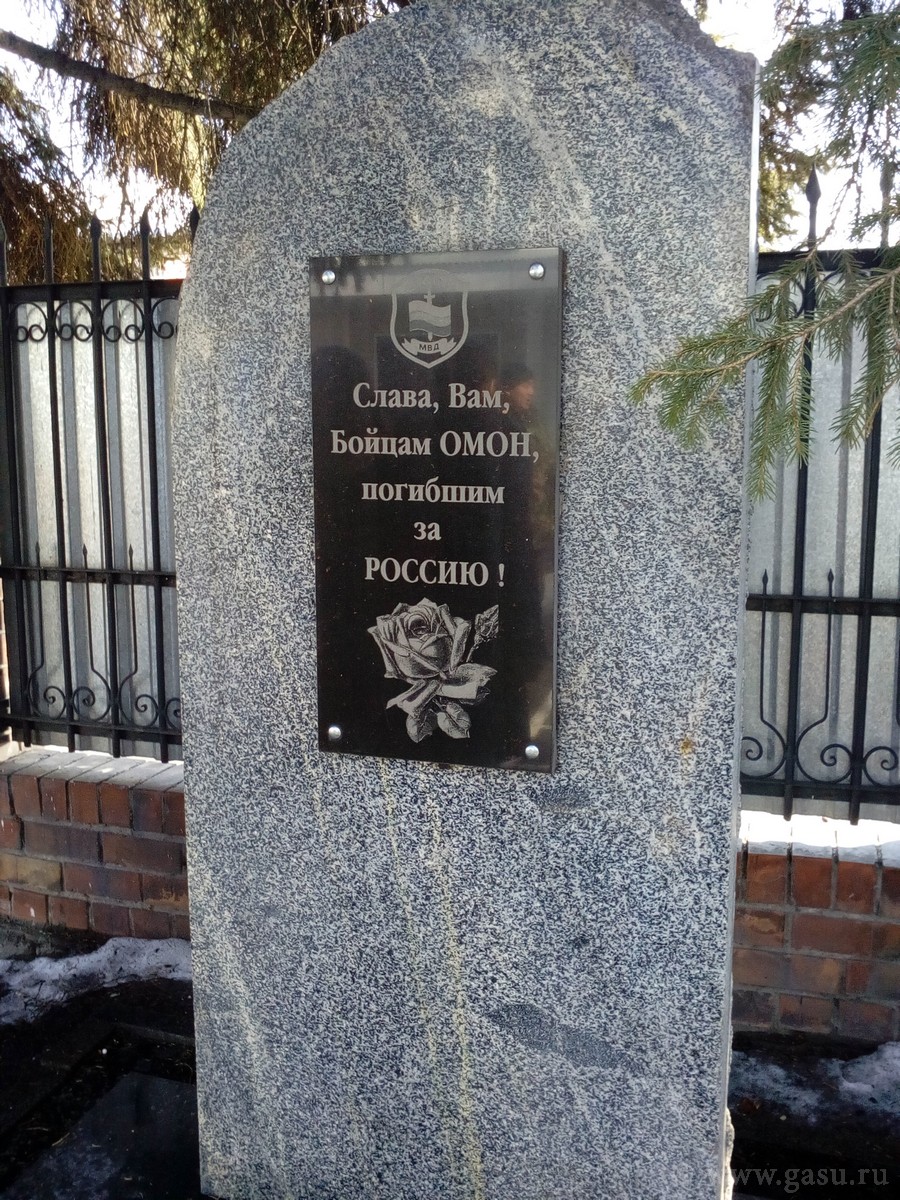 МВД
Слава, Вам,
Бойцам ОМОН,
погибшим
за
РОССИЮ !
www.gasu.ru